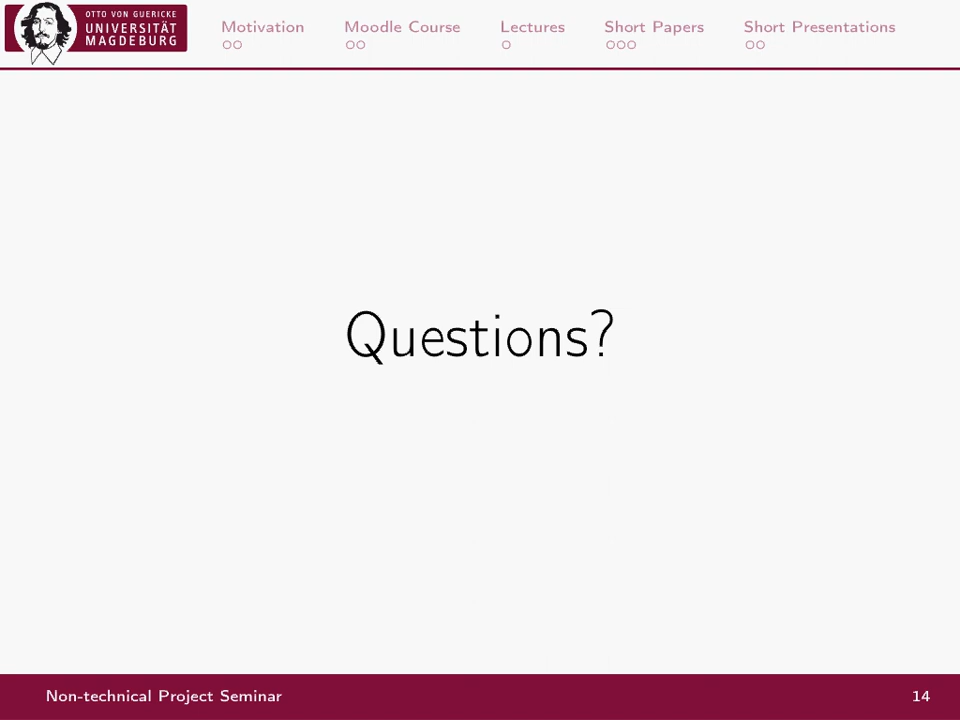 OTTO VON GUERICKE
UNIVERSITÄT
MAGDEBURG
Motivation
Moodle Course
Lectures
Short Papers
Short Presentations
Questions?
Non-technical Project Seminar
14